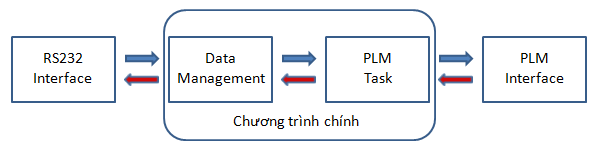 RS232
Interface
Data
Management
PLM
Task
PLM
Interface
Chương trình chính